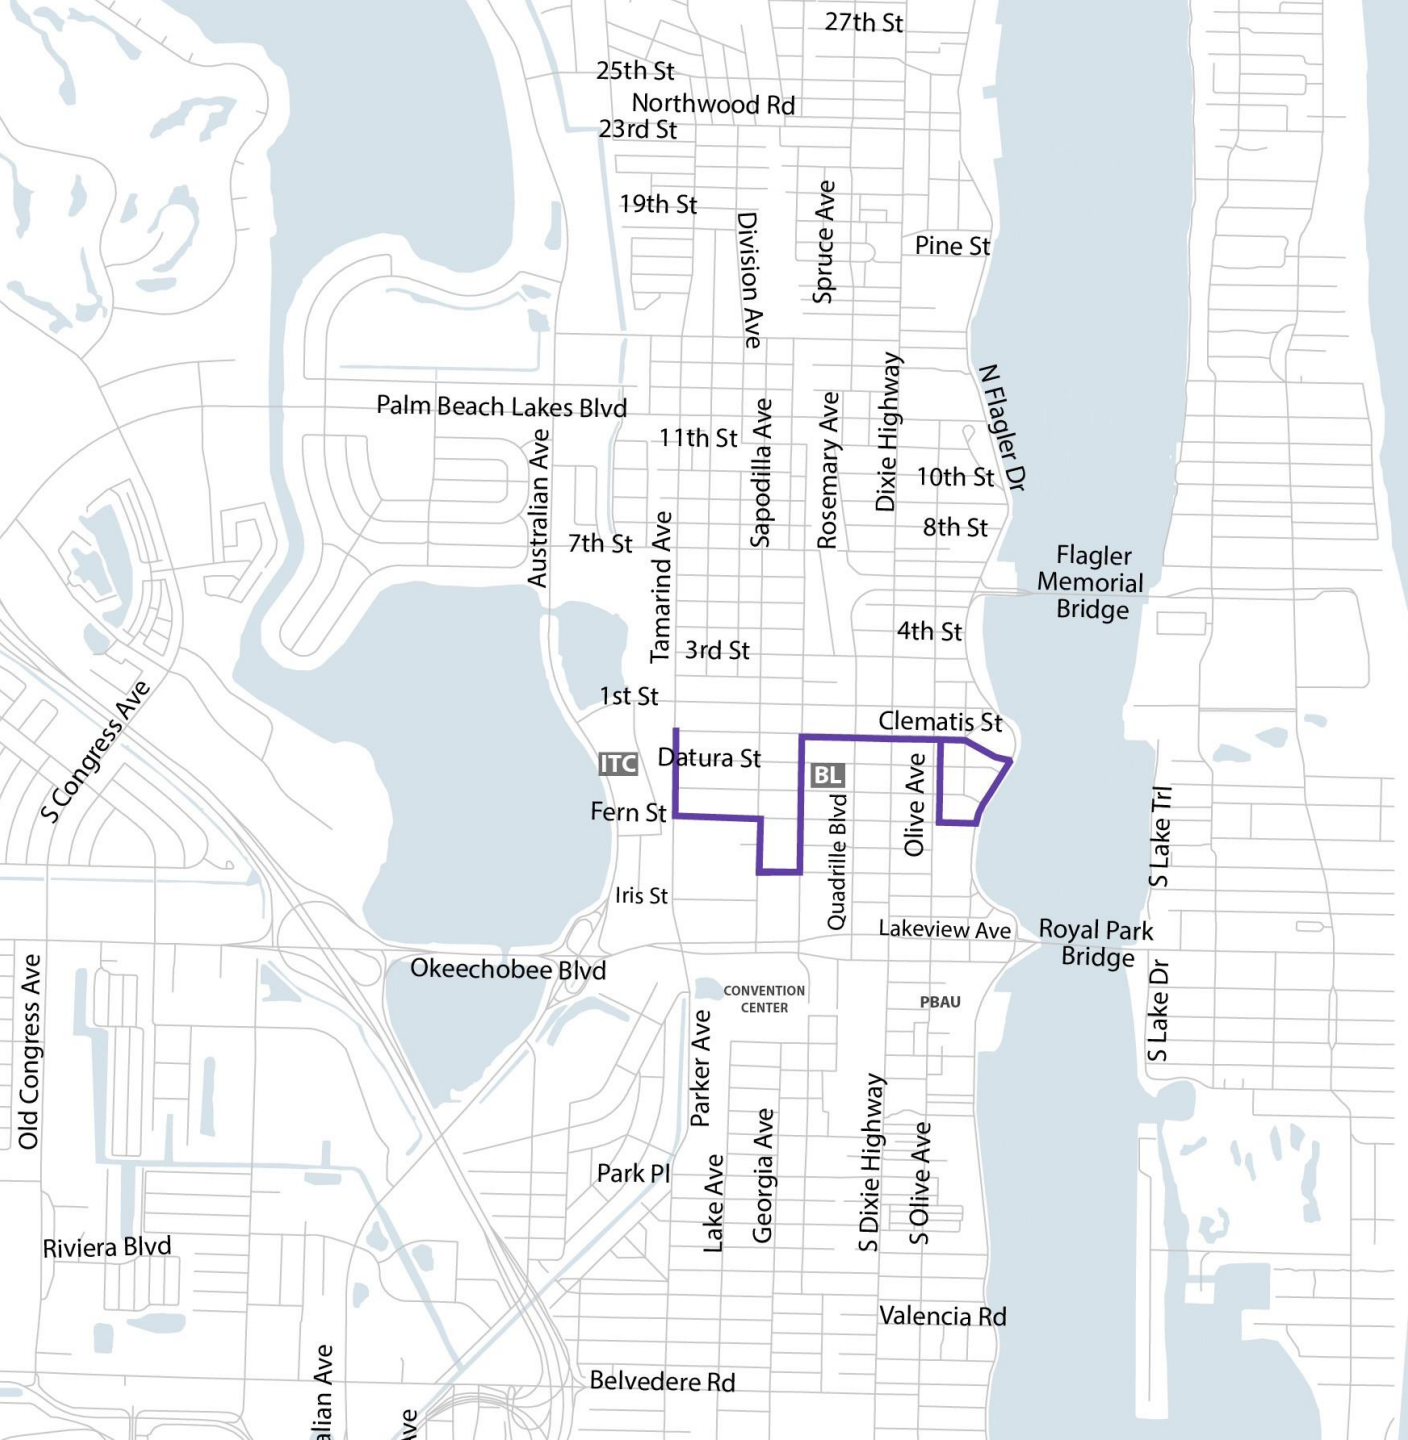 27th St
25th St
Northwood Rd
23rd St
19th St
Division Ave
Spruce Ave
Pine St
Palm Beach Lakes Blvd
Australian Ave
11th St
Sapodilla Ave
Rosemary Ave
Dixie Highway
N Flagler Dr
10th St
8th St
7th St
Tamarind Ave
Flagler
Memorial
Bridge
4th St
3rd St
1st St
Clematis St
S Congress Ave
ITC
Datura St
BL
Olive Ave
Fern St
Quadrille Blvd
S Lake Trl
Iris St
Lakeview Ave
Royal Park
Bridge
Okeechobee Blvd
Old Congress Ave
CONVENTION
CENTER
PBAU
S Lake Dr
Parker Ave
Georgia Ave
S Dixie Highway
S Olive Ave
Park Pl
Lake Ave
Riviera Blvd
Valencia Rd
Belvedere Rd
alian Ave
Ave